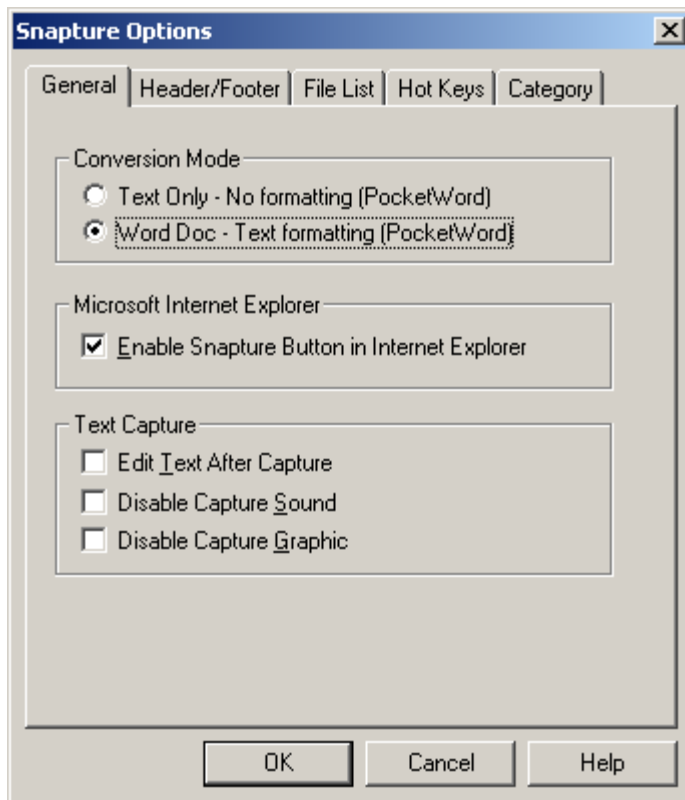 Snapture Options
General Header/Footer File List Hot Keys Category
Conversion Mode
Text Only - No formatting (PocketWord)
Word Doc - Text formatting (PocketWord)
Microsoft Internet Explorer
Enable Snapture Button in Internet Explorer
Text Capture
Edit Text After Capture
Disable Capture Sound
Disable Capture Graphic
OK Cancel Help